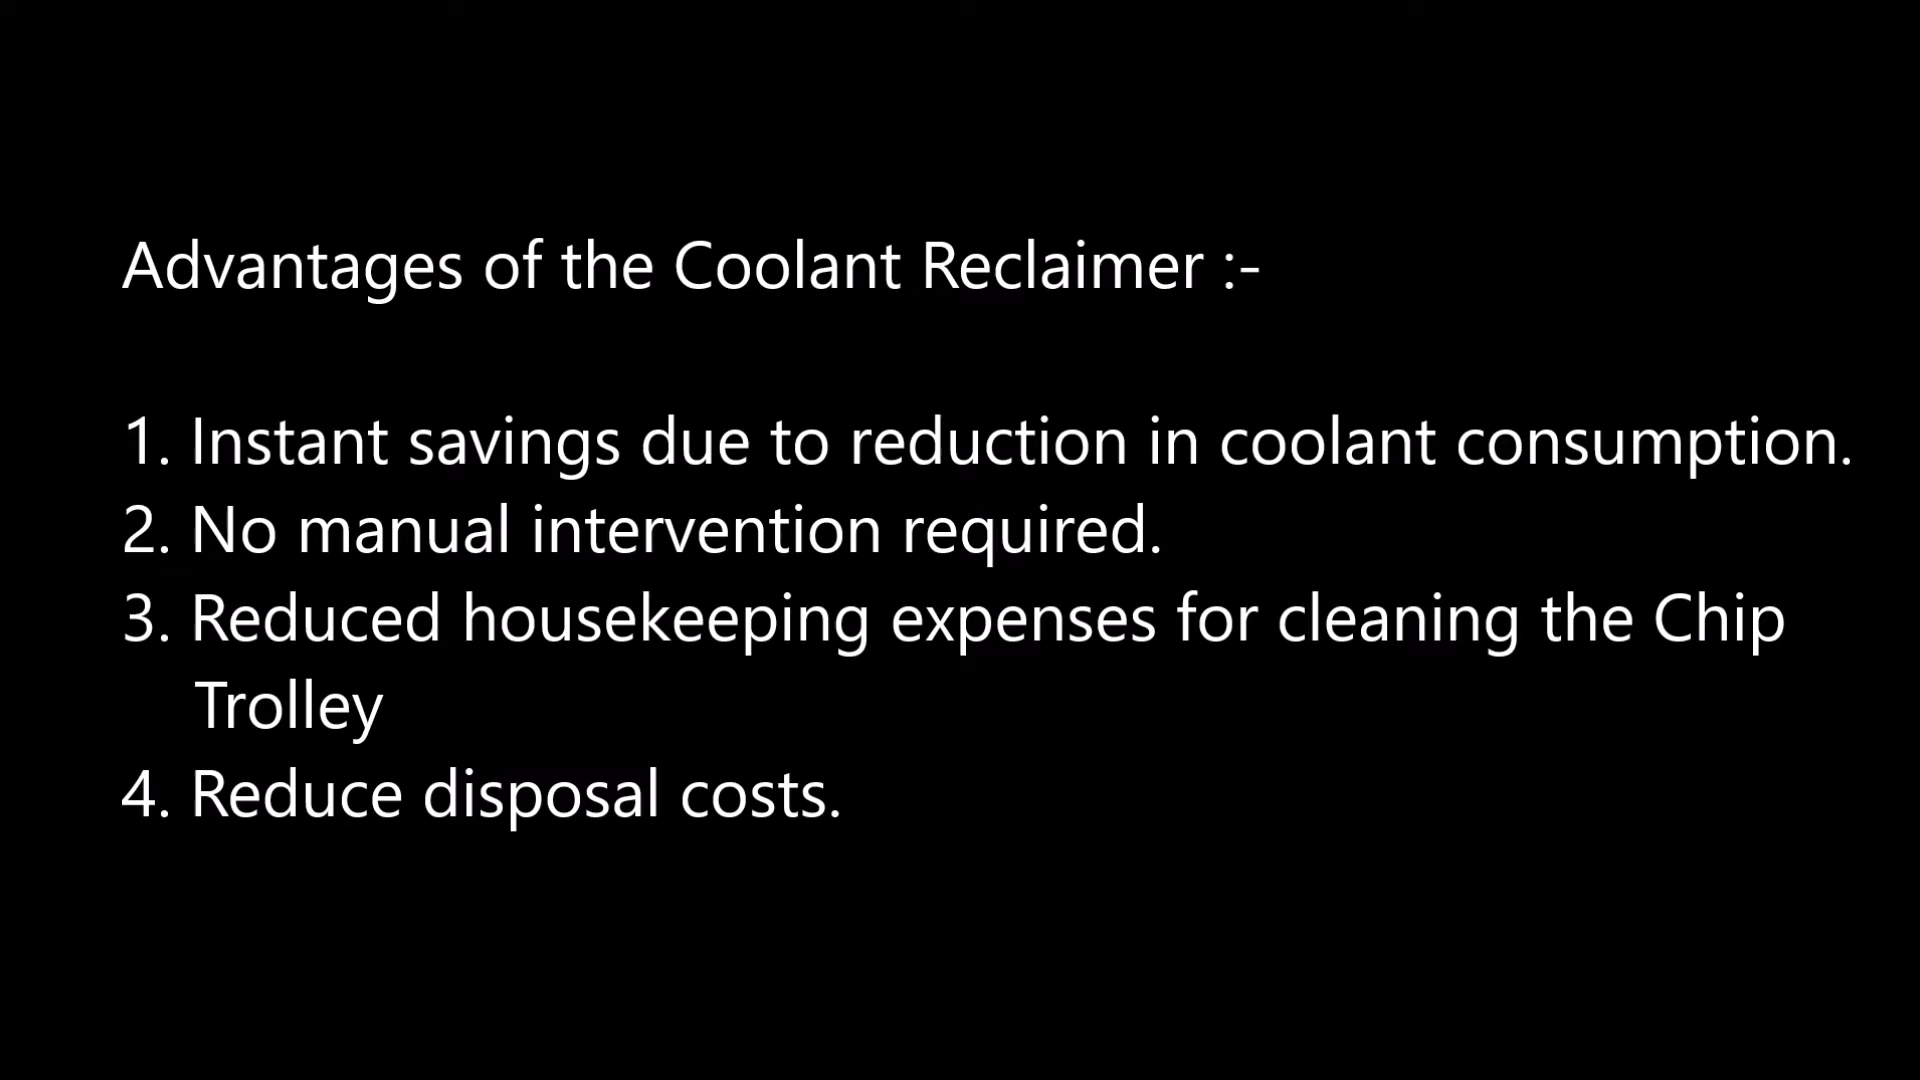 Advantages of the Coolant Reclaimer :-
1. Instant savings due to reduction in coolant consumption.
2. No manual intervention required.
3. Reduced housekeeping expenses for cleaning the Chip
Trolley
4. Reduce disposal costs.